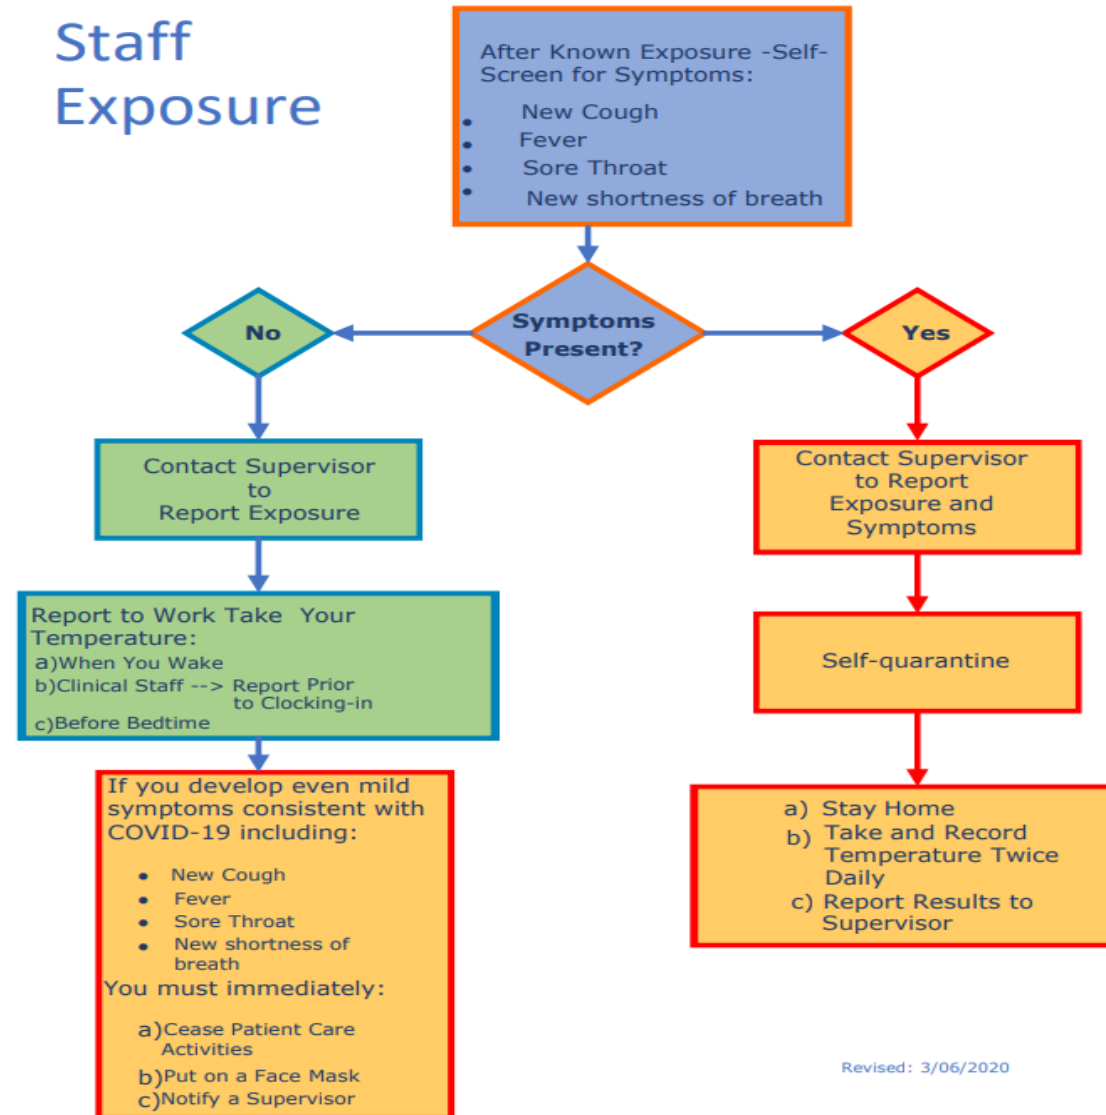 Staff
Exposure
After Known Exposure -Self-
Screen for Symptoms:
• New Cough
• Fever
• Sore Throat
• New shortness of breath
Symptoms
Present?
No
Yes
Contact Supervisor
to
Report Exposure
Report to Work Take Your
Temperature:
a)When You Wake
b)Clinical Staff --> Report Prior
to Clocking-in
c)Before Bedtime
If you develop even mild
symptoms consistent with
COVID-19 including:
• New Cough
• Fever
• Sore Throat
• New shortness of
breath
You must immediately:
a)Cease Patient Care
Activities
b)Put on a Face Mask
c)Notify a Supervisor
Contact Supervisor
to Report
Exposure and
Symptoms
Self-quarantine
a) Stay Home
b) Take and Record
Temperature Twice
Daily
c) Report Results to
Supervisor
Revised: 3/06/2020